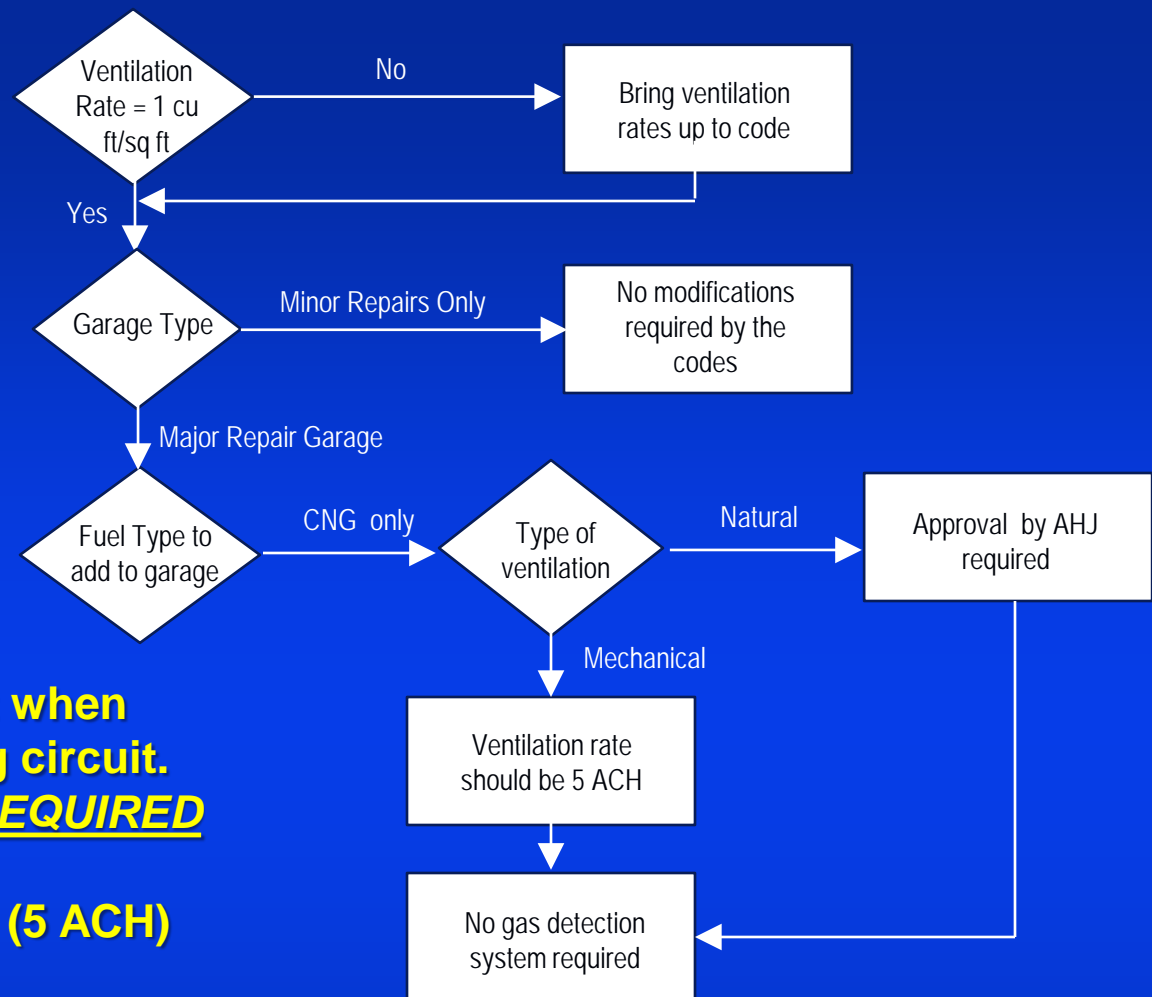 Ventilation
Rate = 1 cu
ft/sq ft
No
Bring ventilation
rates up to code
Yes
Garage Type
Minor Repairs Only
No modifications
required by the
codes
Major Repair Garage
Fuel Type to
add to garage
CNG only
Type of
ventilation
Natural
Approval by AHJ
required
Mechanical
Ventilation rate
should be 5 ACH
No gas detection
system required
when
circuit.
(5 ACH)